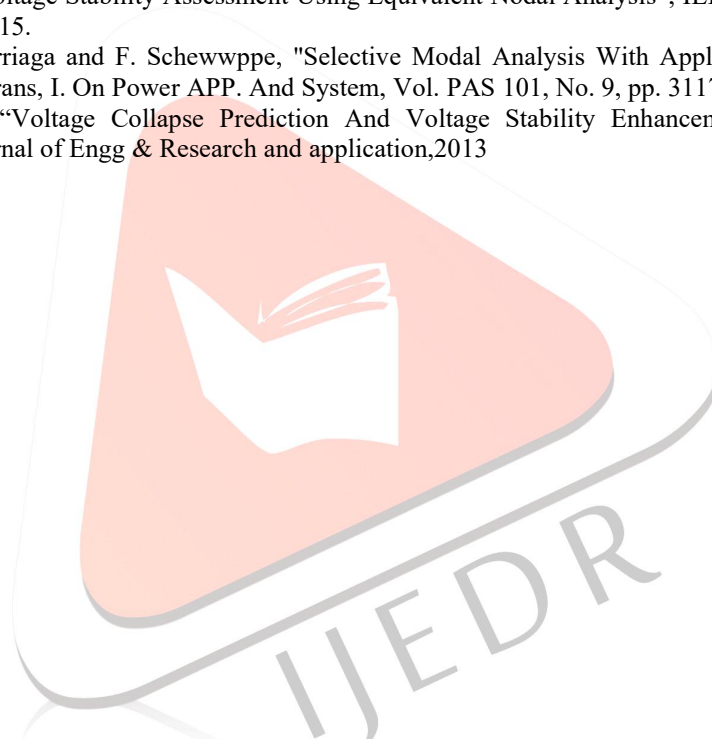 oltage Stability Assessment Using Equivalent Nodal Analysis", IEE
15.
rriaga and F. Schewwppe, "Selective Modal Analysis With Appl
rans, I. On Power APP. And System, Vol. PAS 101, No. 9, pp. 3117
“Voltage Collapse Prediction And Voltage Stability Enhancen
rnal of Engg & Research and application,2013
IJEDR